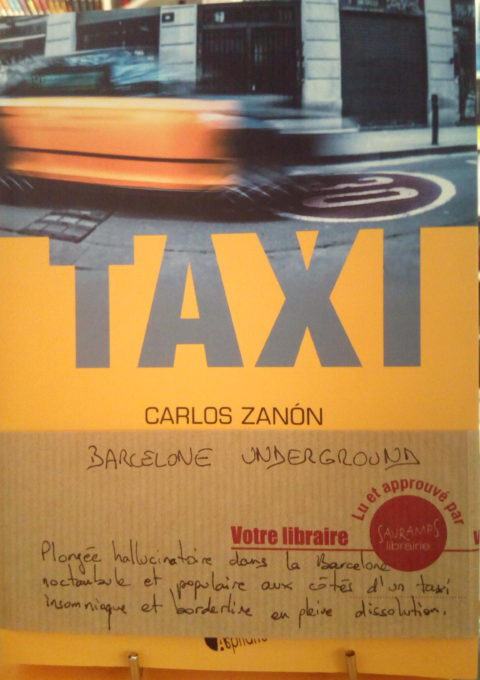 30
TAXI
CARLOS ZANÓN
BARCELONE UNDERGROUND
Lu et approuvé par
SAURAMPS
librairie
Votre libraire
Plongée hallucinatoire dans la Barcelone
noctambule et populaire aux côtés d'un taxi
insomniaque et borderline en pleine dissolution.